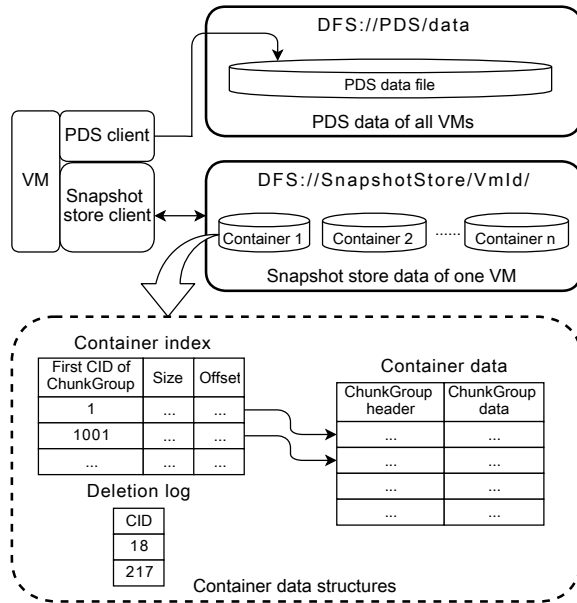 DFS://PDS/data
PDS data file
PDS data of all VMs
PDS client
VM
Snapshot
store client
DFS://SnapshotStore/VmId/
Container 1
Container 2
......
Container n
Snapshot store data of one VM
Container index
First CID of
ChunkGroup
Size
Offset
1
...
...
1001
...
...
...
...
...
Container data
ChunkGroup
header
ChunkGroup
data
...
...
...
...
...
...
...
...
Deletion log
CID
18
217
Container data structures